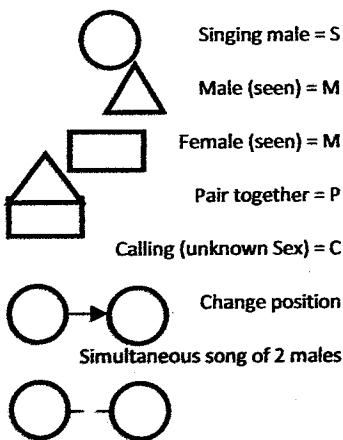 Singing male = S
Male (seen) = M
Female (seen) = M
Pair together = P
Calling (unknown Sex) = C
Change position
Simultaneous song of 2 males